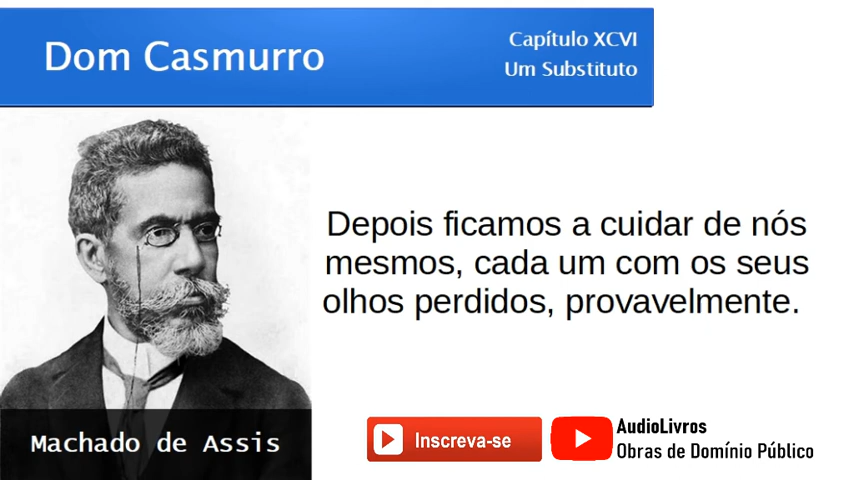 Dom Casmurro
Capítulo XCVI
Um Substituto
Depois ficamos a cuidar de nós
mesmos, cada um com os seus
olhos perdidos, provavelmente.
Machado de Assis
Inscreva-se
AudioLivros
Obras de Domínio Público